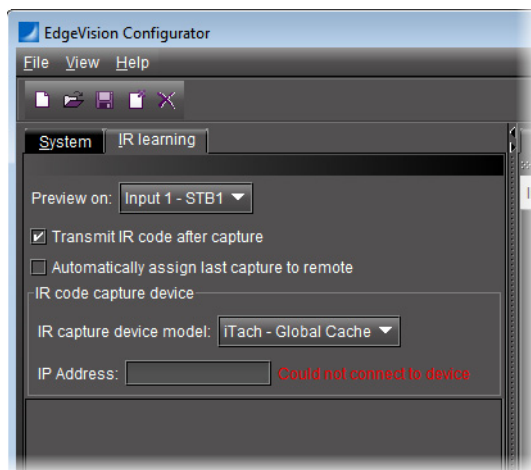 EdgeVision Configurator
File View Help
System IR learning
Preview on: Input 1 - STB1
Transmit IR code after capture
Automatically assign last capture to remote
IR code capture device
IR capture device model: iTach - Global Cache
IP Address: Could not connect to device